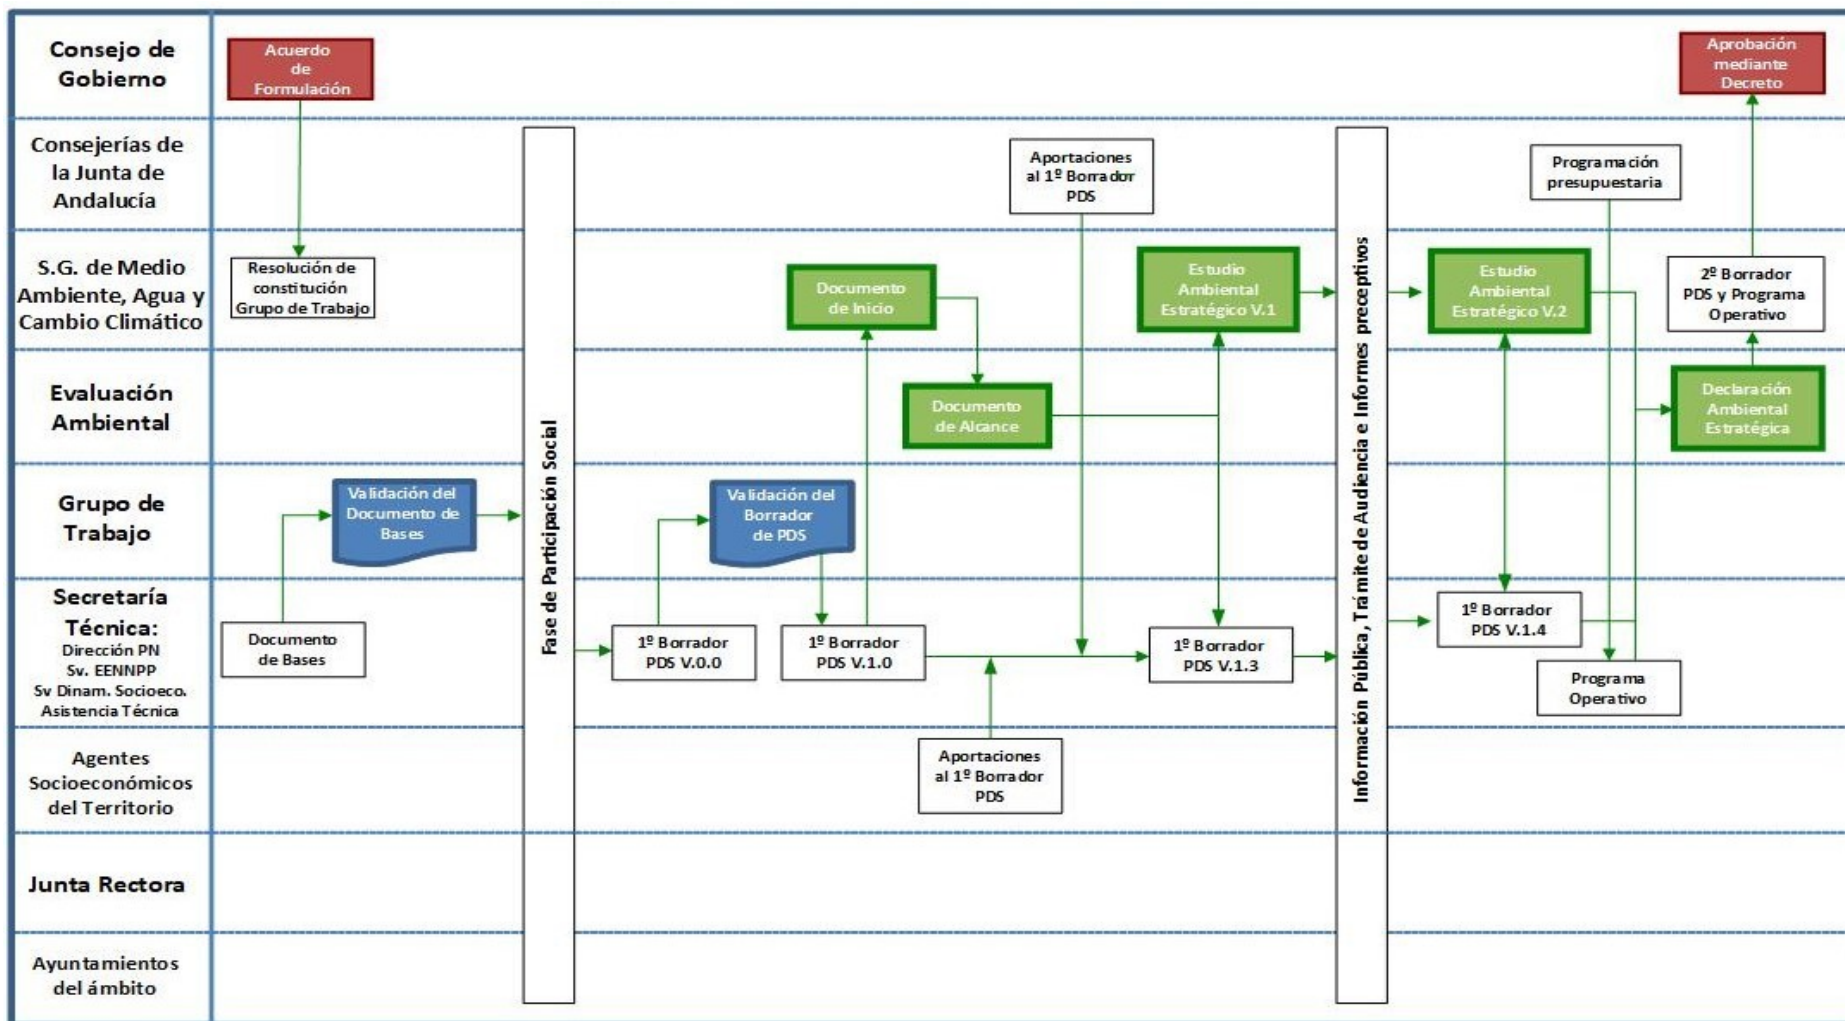 Consejo de
Gobierno
Acuerdo
de
Formulación
Aprobación
mediante
Decreto
Consejerías de
la Junta de
Andalucía
Aportaciones
al 1º Borrador
PDS
Programación
presupuestaria
S.G. de Medio
Ambiente, Agua y
Cambio Climático
Resolución de
constitución
Grupo de Trabajo
Documento
de Inicio
Estudio
Ambiental
Estratégico V.1
Estudio
Ambiental
Estratégico V.2
2º Borrador
PDS y Programa
Operativo
Evaluación
Ambiental
Documento
de Alcance
Declaración
Ambiental
Estratégica
Fase de Participación Social
Información Pública, Trámite de Audiencia e Informes preceptivos
Grupo de
Trabajo
Validación del
Documento de
Bases
Validación del
Borrador
de PDS
Secretaría
Técnica:
Dirección PN
Sv. EENNPP
Sv Dinam. Socioeco.
Asistencia Técnica
Documento
de Bases
1º Borrador
PDS V.0.0
1º Borrador
PDS V.1.0
1º Borrador
PDS V.1.3
1º Borrador
PDS V.1.4
Programa
Operativo
Agentes
Socioeconómicos
del Territorio
Aportaciones
al 1º Borrador
PDS
Junta Rectora
Ayuntamientos
del ámbito